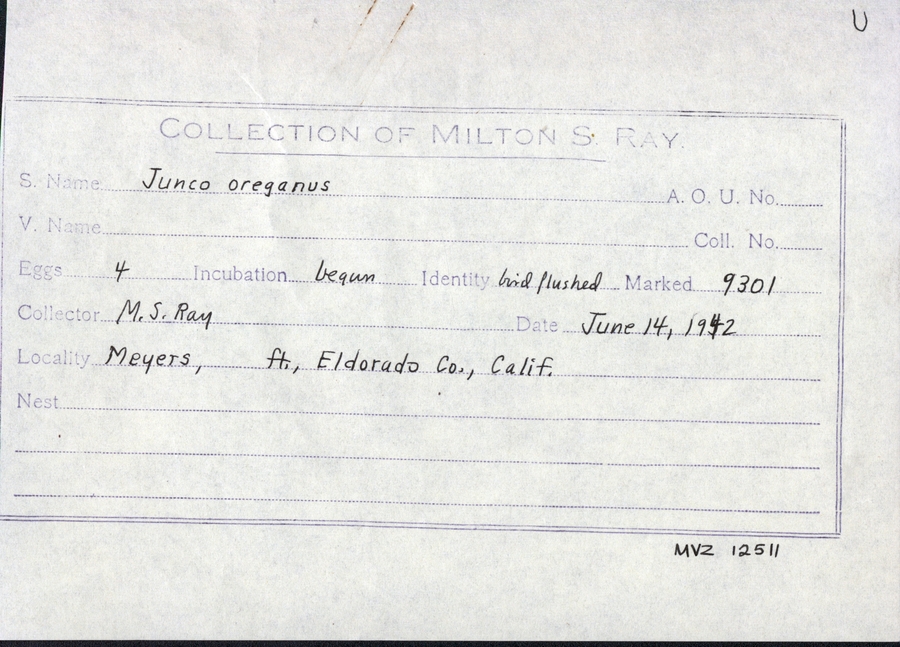 U
COLLECTION OF MILTON S. RAY.
S. Name Junco oreganus A. O. U. No.
V. Name Coll. No.
Eggs 4 Incubation begun Identity bird flushed Marked 9301
Collector M. S. Ray Date June 14,
Locality Meyers, ft., Eldorado Co., Calif.
Nest
MVZ 12511